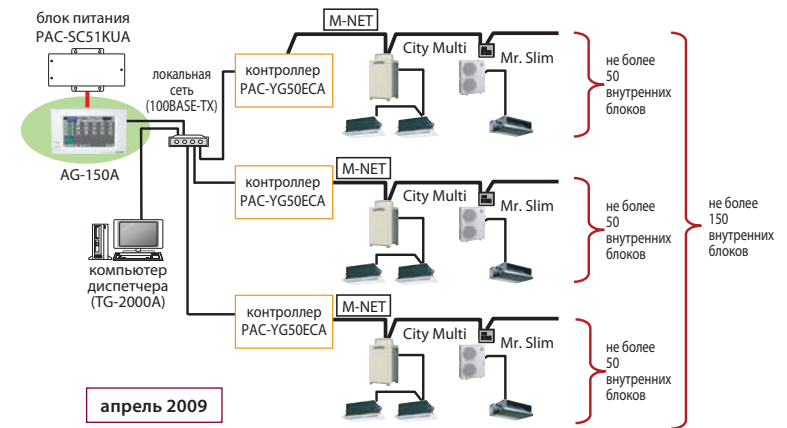 блок питания
PAC-SC51KUA
AG-150A
локальная
сеть
(100BASE-TX)
компьютер
диспетчера
(TG-2000A)
контроллер
PAC-YG50ECA
M-NET
City Multi
Mr. Slim
не более
50
внутренних
блоков
контроллер
PAC-YG50ECA
M-NET
City Multi
Mr. Slim
не более
50
внутренних
блоков
контроллер
PAC-YG50ECA
M-NET
City Multi
Mr. Slim
не более
50
внутренних
блоков
не более
150
внутренних
блоков
апрель 2009